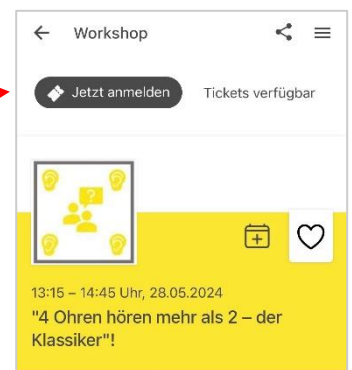 Workshop
Jetzt anmelden Tickets verfügbar
?
13:15 – 14:45 Uhr, 28.05.2024
"4 Ohren hören mehr als 2 – der
Klassiker"!